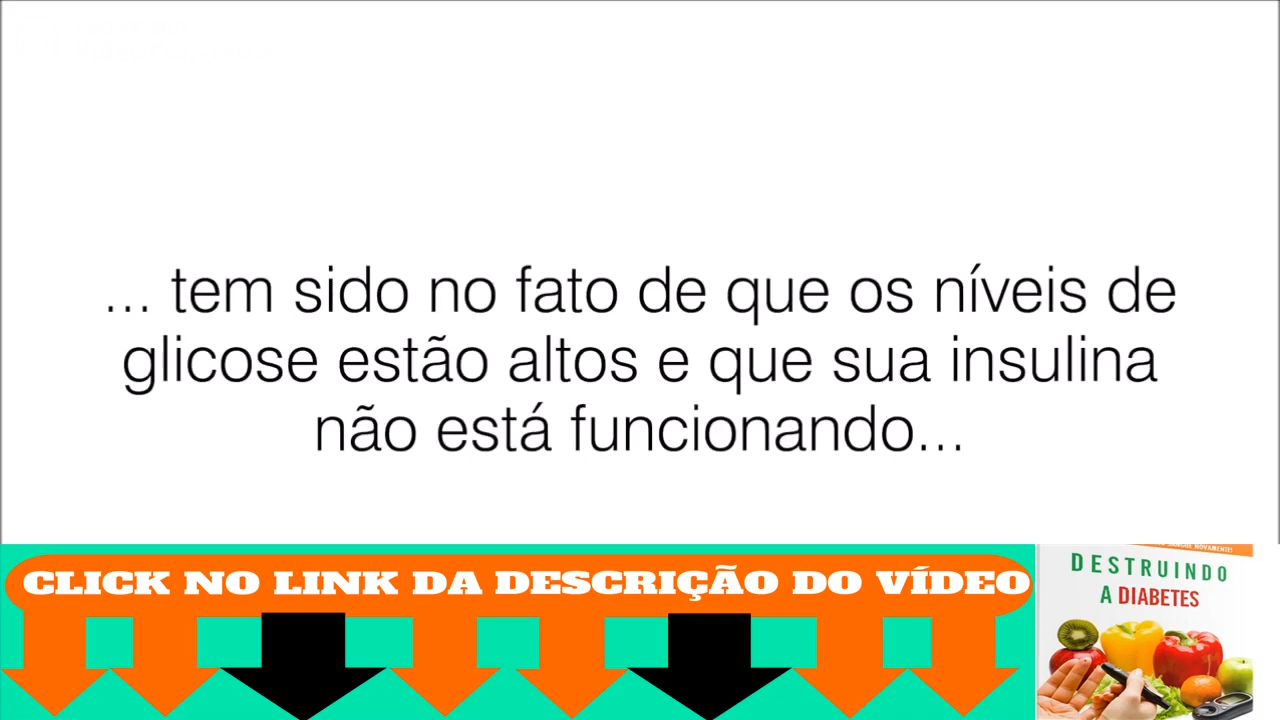 ... tem sido no fato de que os níveis de
glicose estão altos e que sua insulina
não está funcionando...
CLICK NO LINK DA DESCRIÇÃO DO VÍDEO
NOVAMENTE!
DESTRUINDO
A DIABETES